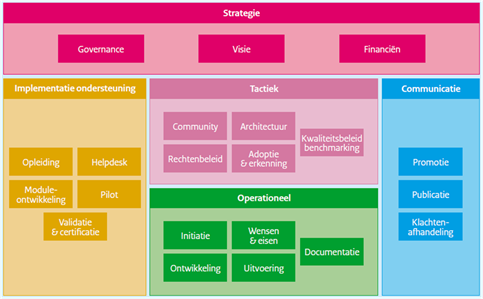 Strategie
Governance
Visie
Financiën
Implementatie ondersteuning
Opleiding
Helpdesk
Module-
ontwikkeling
Pilot
Validatie
& certificatie
Tactiek
Community
Architectuur
Kwaliteitsbeleid
benchmarking
Rechtenbeleid
Adoptie
& erkenning
Operationeel
Initiatie
Wensen
& eisen
Documentatie
Ontwikkeling
Uitvoering
Communicatie
Promotie
Publicatie
Klachten-
afhandeling